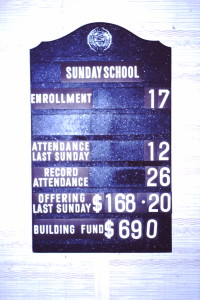 SUNDAY SCHOOL
ENROLLMENT 17
ATTENDANCE
LAST SUNDAY 12
RECORD
ATTENDANCE 26
OFFERING
LAST SUNDAY $168.20
BUILDING FUND $690